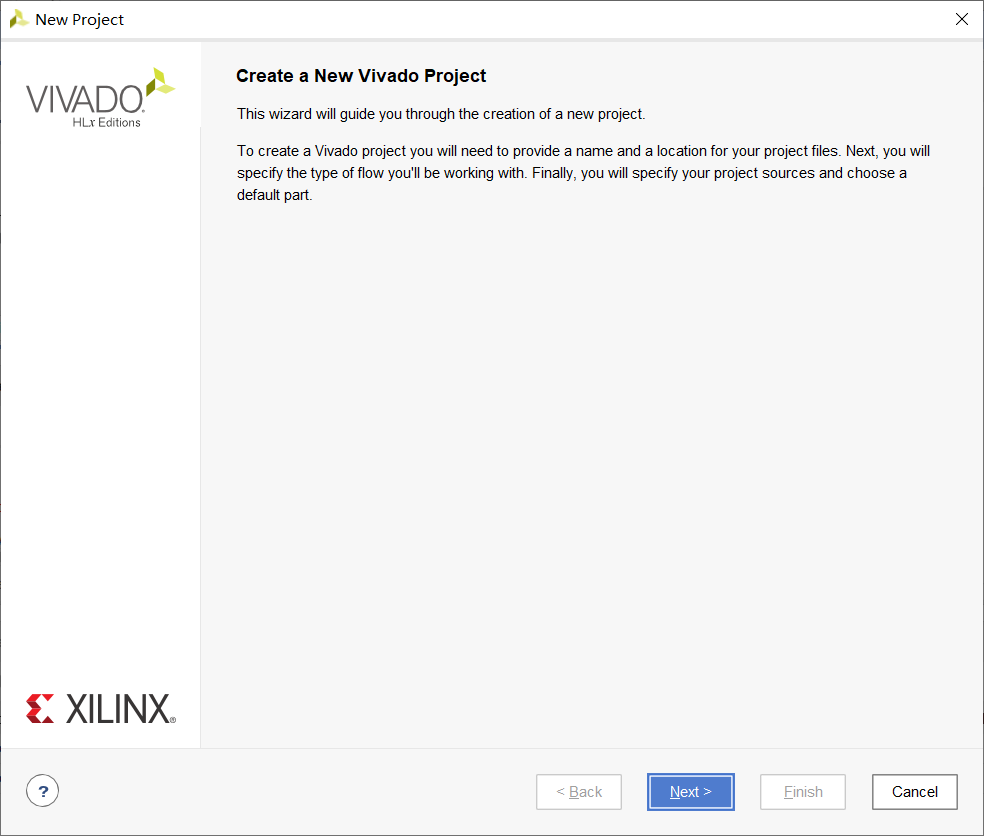 New Project
VIVADO
HLx Editions
Create a New Vivado Project
This wizard will guide you through the creation of a new project.
To create a Vivado project you will need to provide a name and a location for your project files. Next, you will
specify the type of flow you'll be working with. Finally, you will specify your project sources and choose a
default part.
XILINX®
?
< Back
Next >
Finish
Cancel